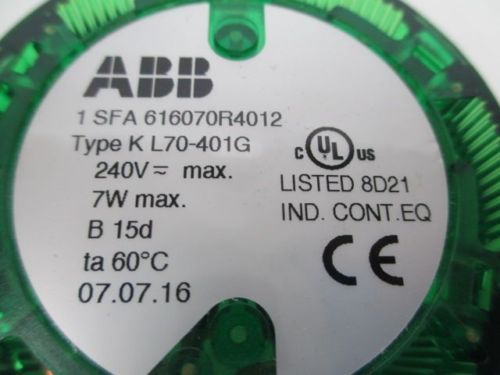 ABB
1 SFA 616070R4012
Type K L70-401G
240V ⎓ max.
7W max.
B 15d
ta 60°C
07.07.16
c UL us
LISTED 8D21
IND. CONT.EQ
CE